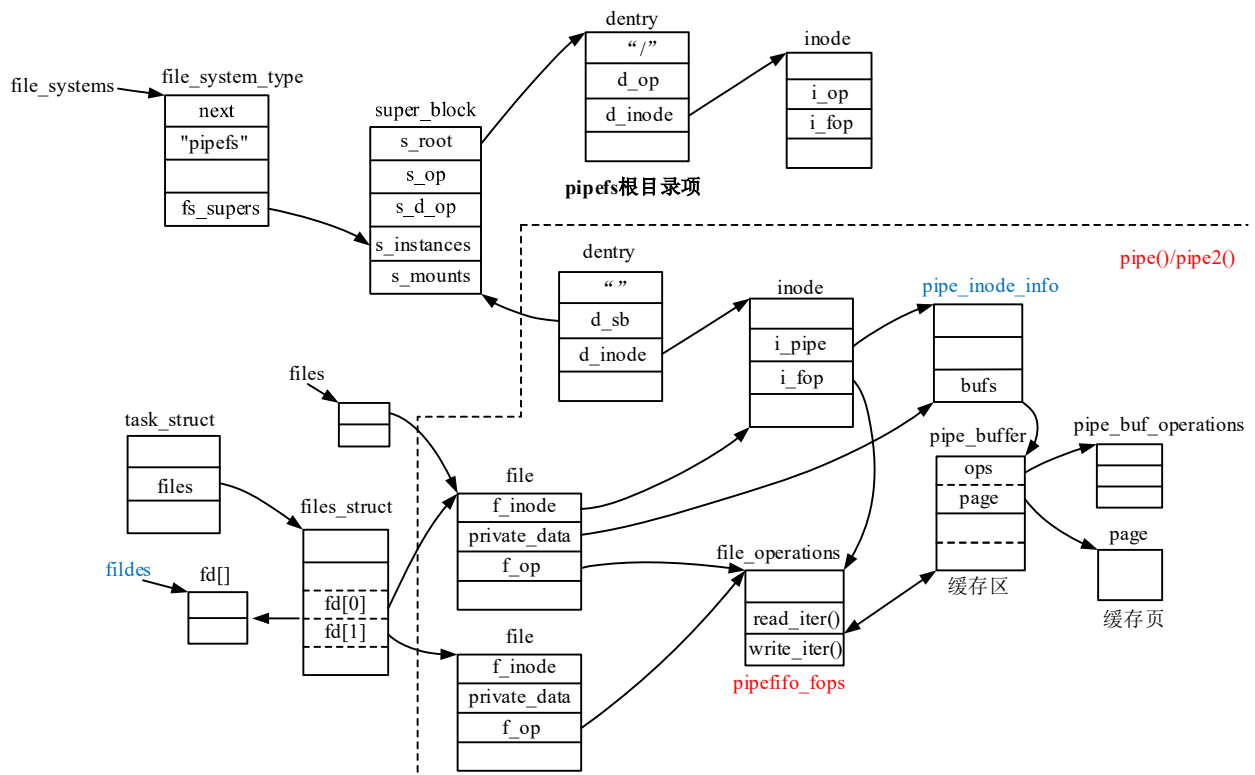 dentry
“/”
d_op
d_inode
pipefs根目录项
inode
i_op
i_fop
file_systems
file_system_type
next
"pipefs"
fs_supers
super_block
s_root
s_op
s_d_op
s_instances
s_mounts
pipe()/pipe2()
dentry
“ ”
d_sb
d_inode
inode
i_pipe
i_fop
pipe_inode_info
bufs
files
task_struct
files
files_struct
fd[0]
fd[1]
fildes
fd[]
file
f_inode
private_data
f_op
file
f_inode
private_data
f_op
file_operations
read_iter()
write_iter()
pipefifo_fops
pipe_buffer
ops
page
缓存区
pipe_buf_operations
page
缓存页